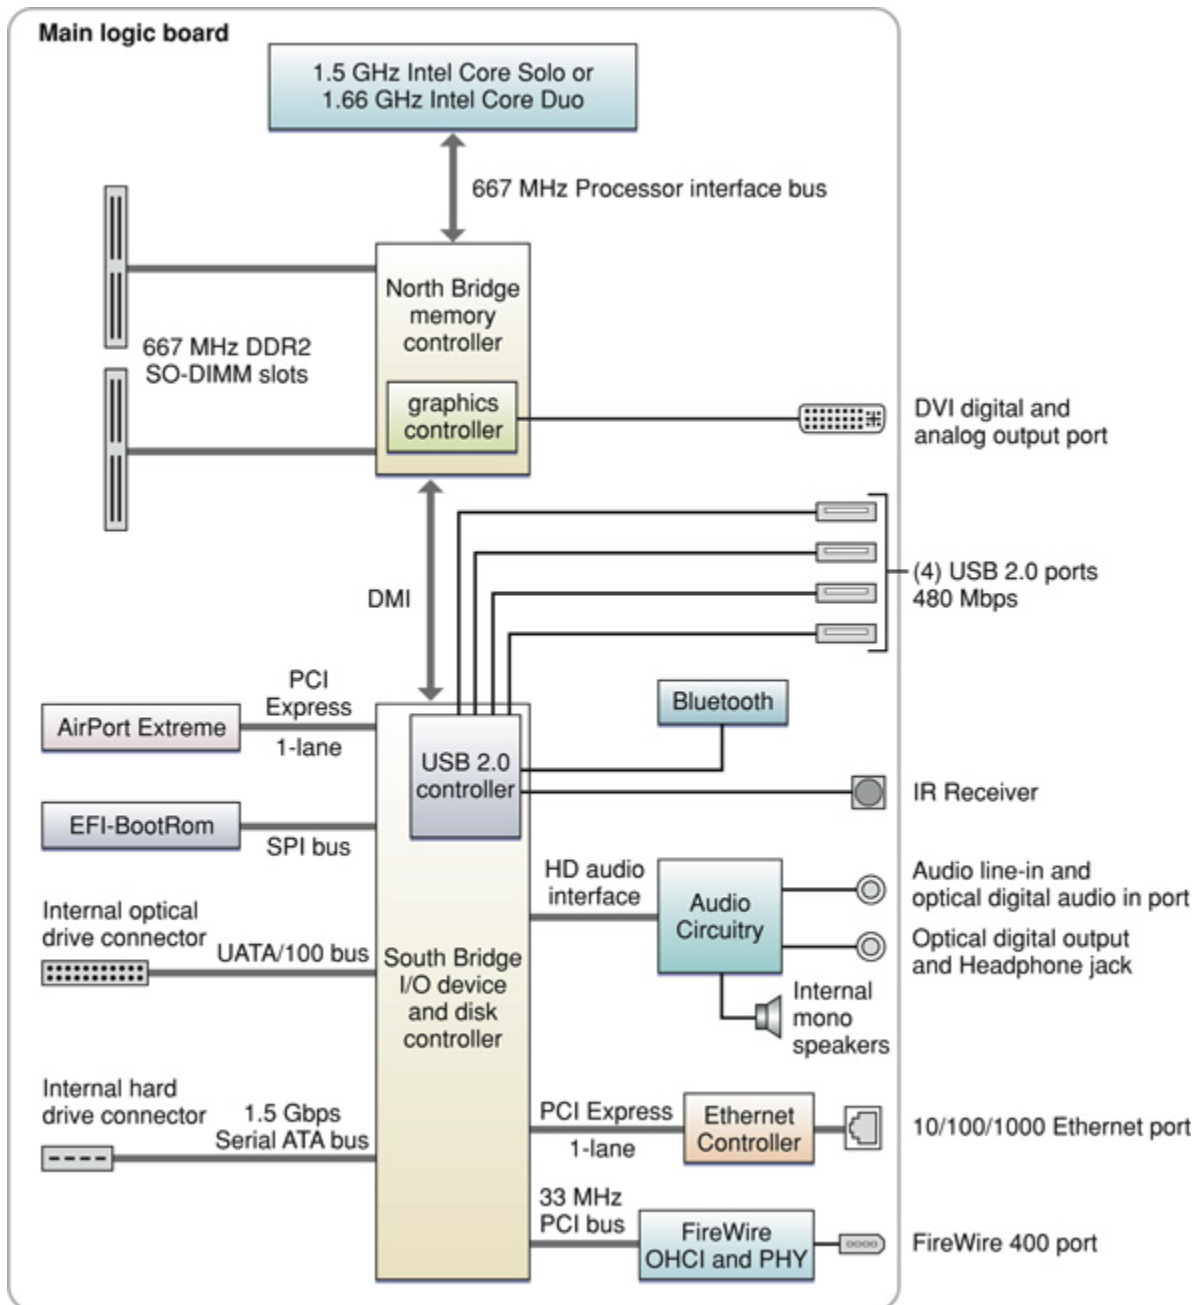 Main logic board
1.5 GHz Intel Core Solo or
1.66 GHz Intel Core Duo
667 MHz Processor interface bus
North Bridge
memory
controller
667 MHz DDR2
SO-DIMM slots
graphics
controller
DVI digital and
analog output port
(4) USB 2.0 ports
480 Mbps
DMI
PCI
Express
1-lane
AirPort Extreme
Bluetooth
USB 2.0
controller
IR Receiver
EFI-BootRom
SPI bus
HD audio
interface
Audio
Circuitry
Audio line-in and
optical digital audio in port
Optical digital output
and Headphone jack
Internal
mono
speakers
Internal optical
drive connector
UATA/100 bus
South Bridge
I/O device
and disk
controller
Internal hard
drive connector
1.5 Gbps
Serial ATA bus
PCI Express
1-lane
Ethernet
Controller
10/100/1000 Ethernet port
33 MHz
PCI bus
FireWire
OHCI and PHY
FireWire 400 port